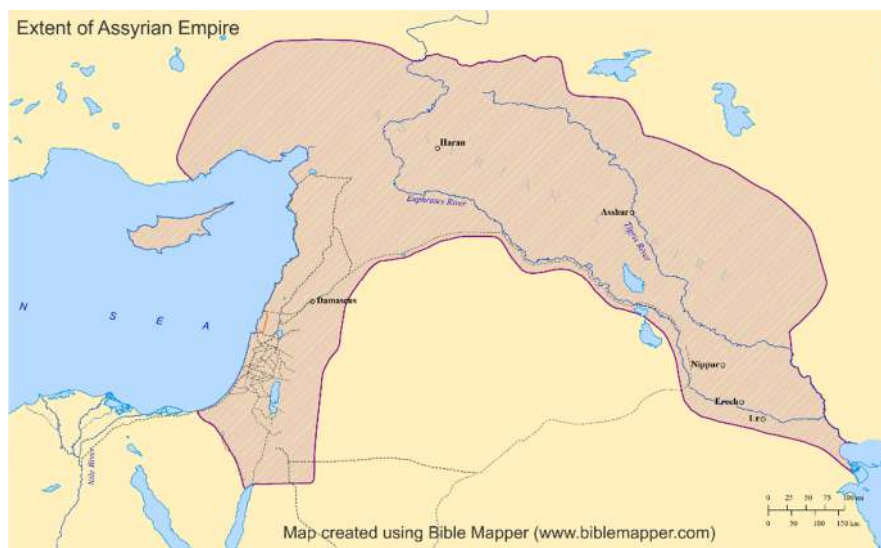 Extent of Assyrian Empire
Haran
Euphrates River
Asshur
Tigris River
N S E A
Damascus
Nippur
Erech
Ur
Nile River
0 25 50 75 100 mi
0 50 100 150 km
Map created using Bible Mapper (www.biblemapper.com)